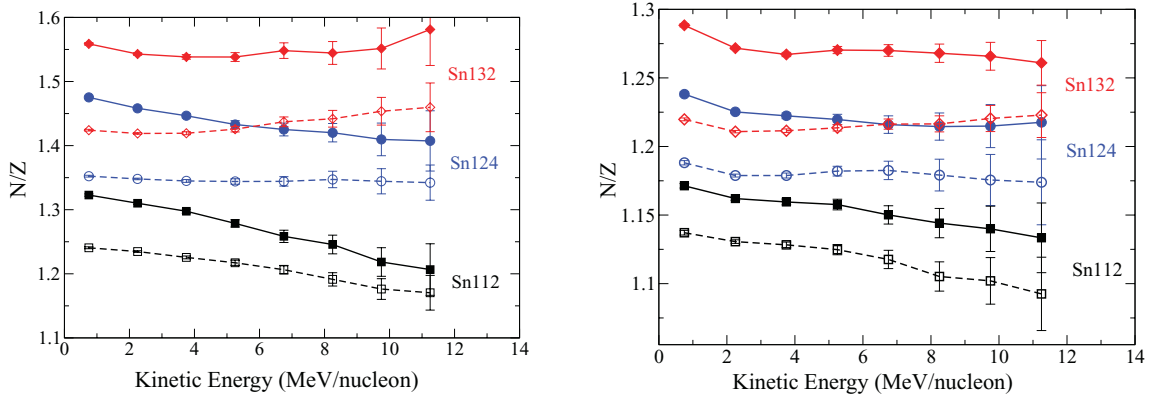 1.6
1.5
1.4
1.3
1.2
1.1
N/Z
Sn132
Sn124
Sn112
0 2 4 6 8 10 12 14
Kinetic Energy (MeV/nucleon)
1.3
1.25
1.2
1.15
1.1
N/Z
Sn132
Sn124
Sn112
0 2 4 6 8 10 12 14
Kinetic Energy (MeV/nucleon)